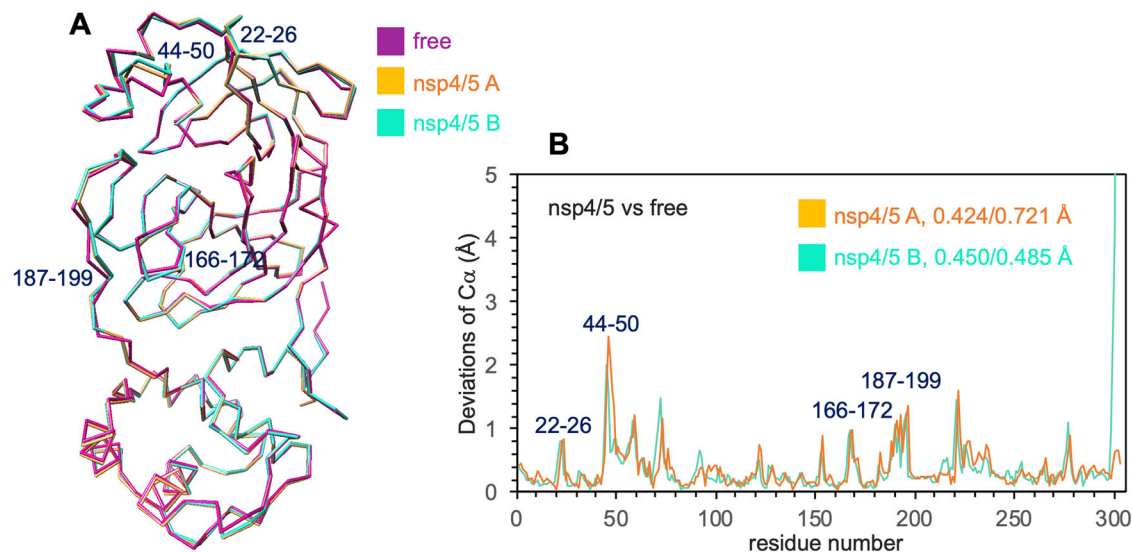 A
22-26
44-50
free
nsp4/5 A
nsp4/5 B
187-199
166-172
B
nsp4/5 vs free
nsp4/5 A, 0.424/0.721 Å
nsp4/5 B, 0.450/0.485 Å
Deviations of Cα (Å)
5
4
3
2
1
0
44-50
22-26
166-172
187-199
0
50
100
150
200
250
300
residue number